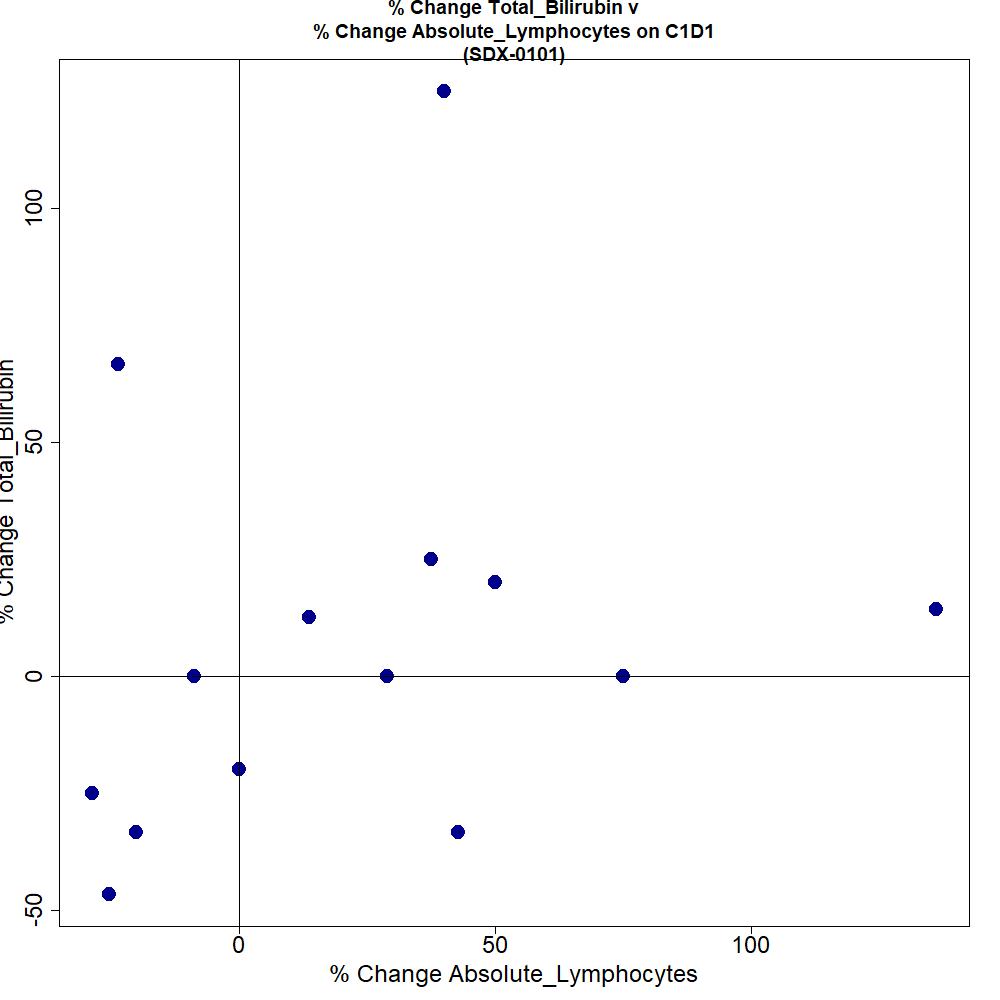 % Change Total_Bilirubin v
% Change Absolute_Lymphocytes on C1D1
(SDX-0101)
% Change Total_Bilirubin
100
50
0
-50
0
50
100
% Change Absolute_Lymphocytes